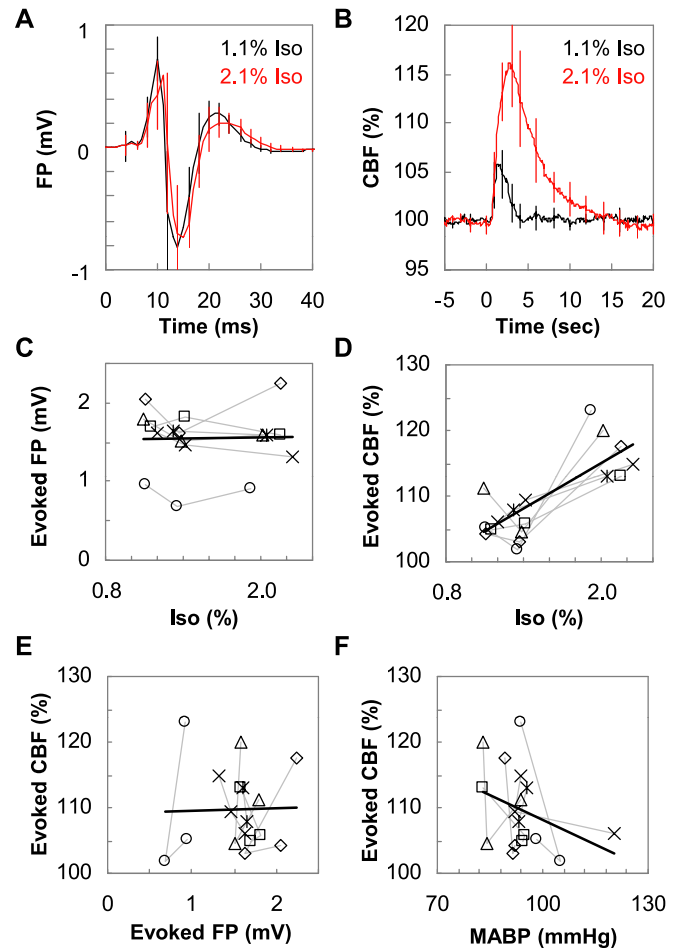 A
1
1.1% Iso
2.1% Iso
FP (mV)
0
-1
0 10 20 30 40
Time (ms)
B
120
1.1% Iso
2.1% Iso
115
110
CBF (%)
105
100
95
-5 0 5 10 15 20
Time (sec)
C
2
Evoked FP (mV)
1
0
0.8 2.0
Iso (%)
D
130
Evoked CBF (%)
120
110
100
0.8 2.0
Iso (%)
E
130
Evoked CBF (%)
120
110
100
0 1 2
Evoked FP (mV)
F
130
Evoked CBF (%)
120
110
100
70 100 130
MABP (mmHg)